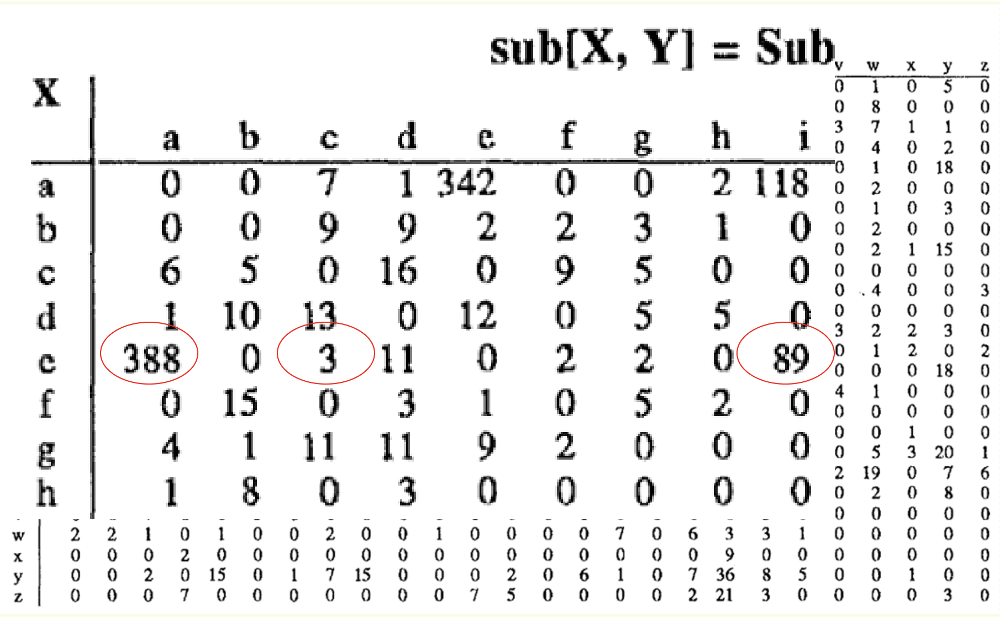 sub[X, Y] = Sub
v w x y z
X 0 1 0 5 0
0 8 0 0 0
a b c d e f g h i 3 7 1 1 0
0 4 0 2 0
a 0 0 7 1 342 0 0 2 118 0 1 0 18 0
0 2 0 0 0
b 0 0 9 9 2 2 3 1 0 0 1 0 3 0
0 2 0 0 0
c 6 5 0 16 0 9 5 0 0 0 2 1 15 0
0 0 0 0 0
0 4 0 0 3
d 1 10 13 0 12 0 5 5 0 0 0 0 0 0
3 2 2 3 0
e 388 0 3 11 0 2 2 0 89 0 1 2 0 2
0 0 0 18 0
f 0 15 0 3 1 0 5 2 0 4 1 0 0 0
0 0 0 0 0
0 0 1 0 0
g 4 1 11 11 9 2 0 0 0 0 5 3 20 1
2 19 0 7 6
h 1 8 0 3 0 0 0 0 0 0 2 0 8 0
0 0 0 0 0
w 2 2 1 0 1 0 0 2 0 0 1 0 0 0 0 7 0 6 3 3 1 0 0 0 0 0
x 0 0 0 2 0 0 0 0 0 0 0 0 0 0 0 0 0 0 9 0 0 0 0 0 0 0
y 0 0 2 0 15 0 1 7 15 0 0 0 2 0 6 1 0 7 36 8 5 0 0 1 0 0
z 0 0 0 7 0 0 0 0 0 0 0 7 5 0 0 0 0 2 21 3 0 0 0 0 3 0